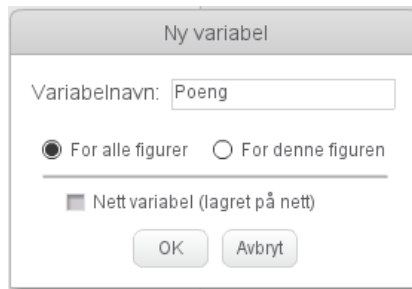 Ny variabel
Variabelnavn: Poeng
For alle figurer For denne figuren
Nett variabel (lagret på nett)
OK Avbryt